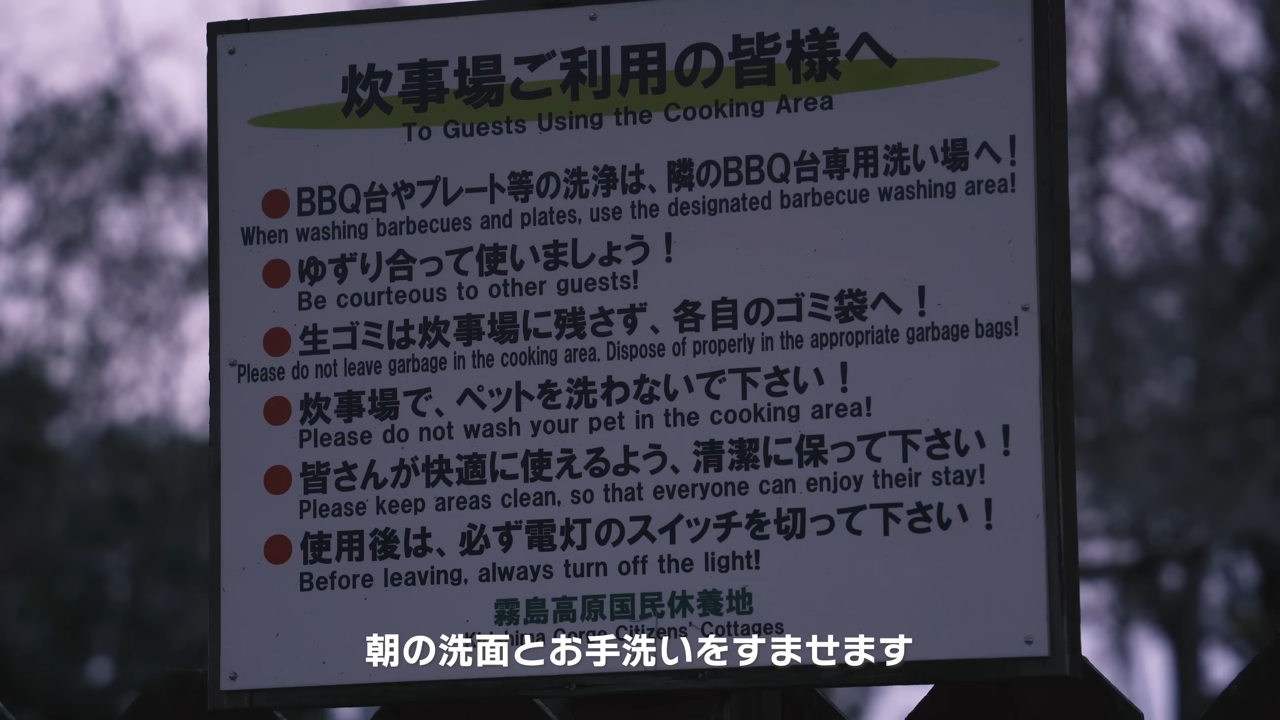 炊事場ご利用の皆様へ
To Guests Using the Cooking Area
●BBQ台やプレート等の洗浄は、隣のBBQ台専用洗い場へ！
When washing barbecues and plates, use the designated barbecue washing area!
●ゆずり合って使いましょう！
Be courteous to other guests!
●生ゴミは炊事場に残さず、各自のゴミ袋へ！
Please do not leave garbage in the cooking area. Dispose of properly in the appropriate garbage bags!
●炊事場で、ペットを洗わないで下さい！
Please do not wash your pet in the cooking area!
●皆さんが快適に使えるよう、清潔に保って下さい！
Please keep areas clean, so that everyone can enjoy their stay!
●使用後は、必ず電灯のスイッチを切って下さい！
Before leaving, always turn off the light!
霧島高原国民休養地
Citizens' Cottages
朝の洗面とお手洗いをすませます